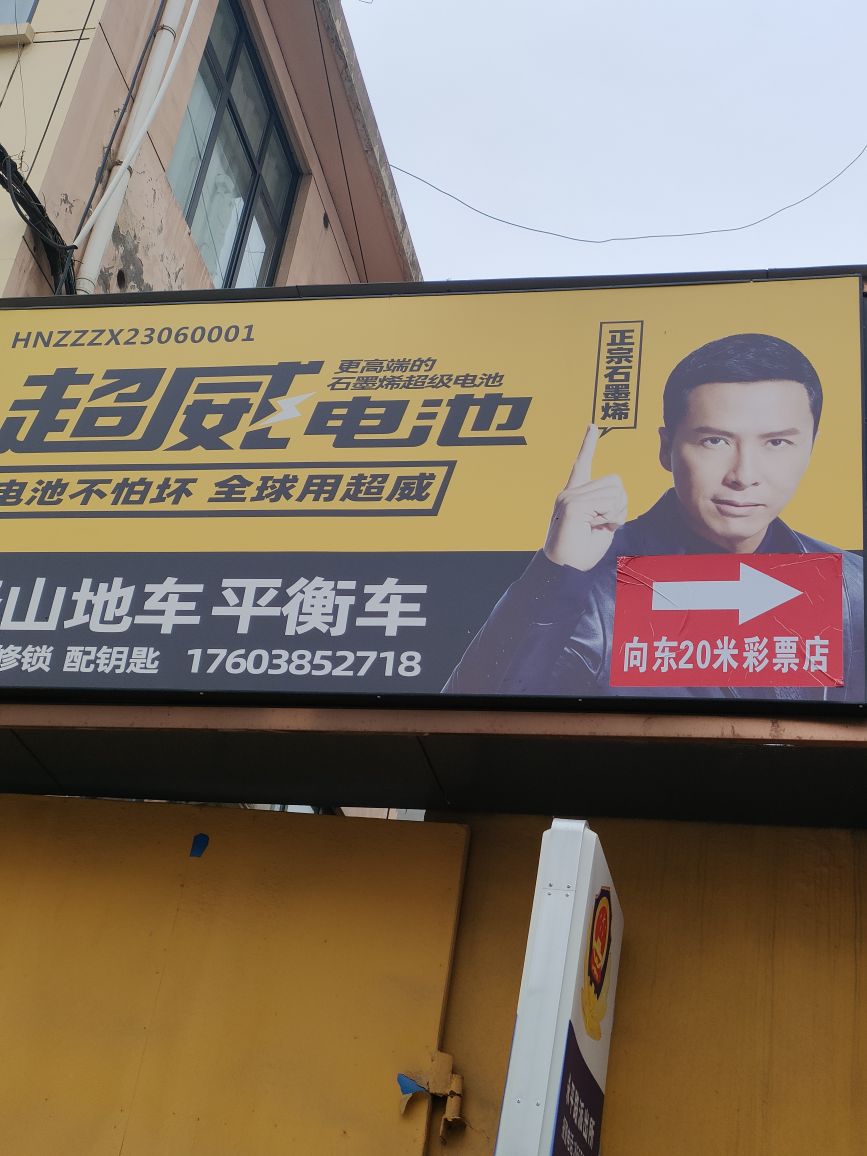 HNZZZX23060001
超威电池
更高端的
石墨烯超级电池
正宗石墨烯
电池不怕坏 全球用超威
山地车 平衡车
修锁 配钥匙 17603852718
向东20米彩票店